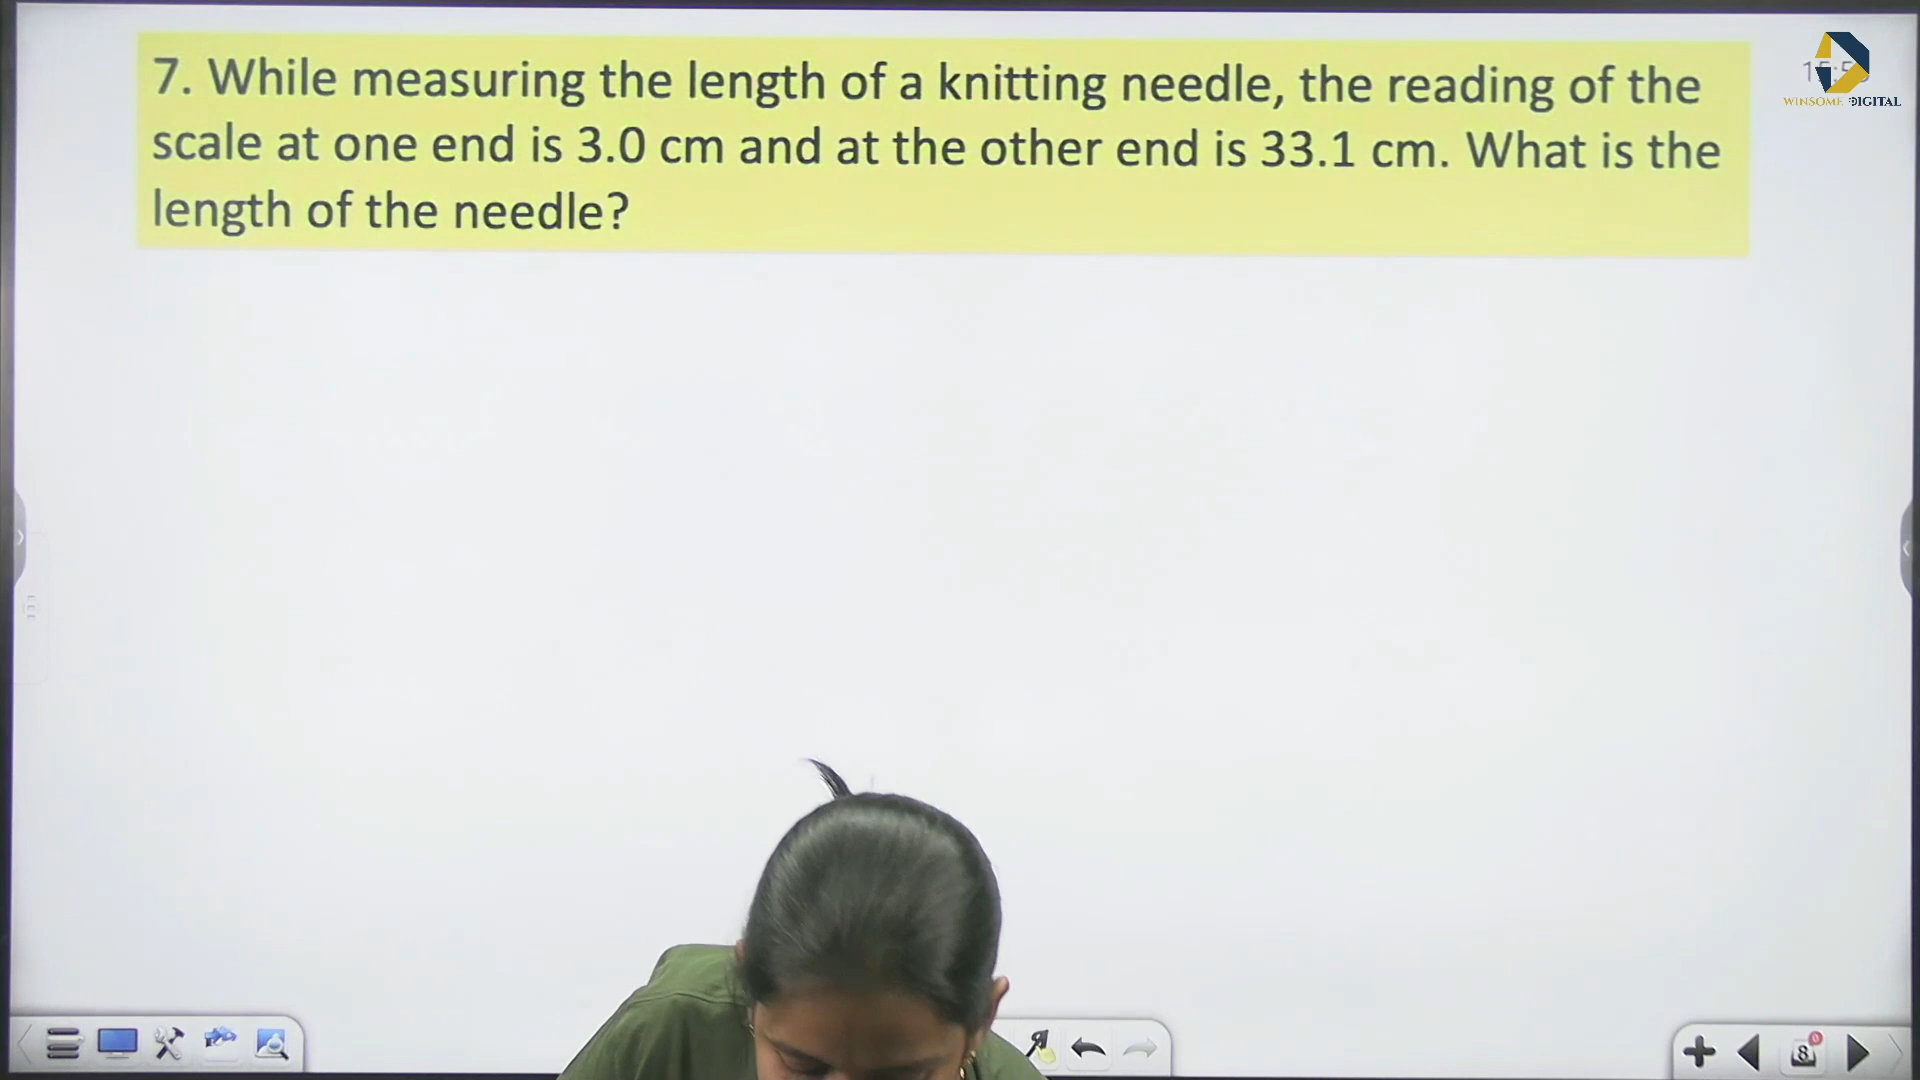 7. While measuring the length of a knitting needle, the reading of the
scale at one end is 3.0 cm and at the other end is 33.1 cm. What is the
length of the needle?
WINSOME DIGITAL
8
0